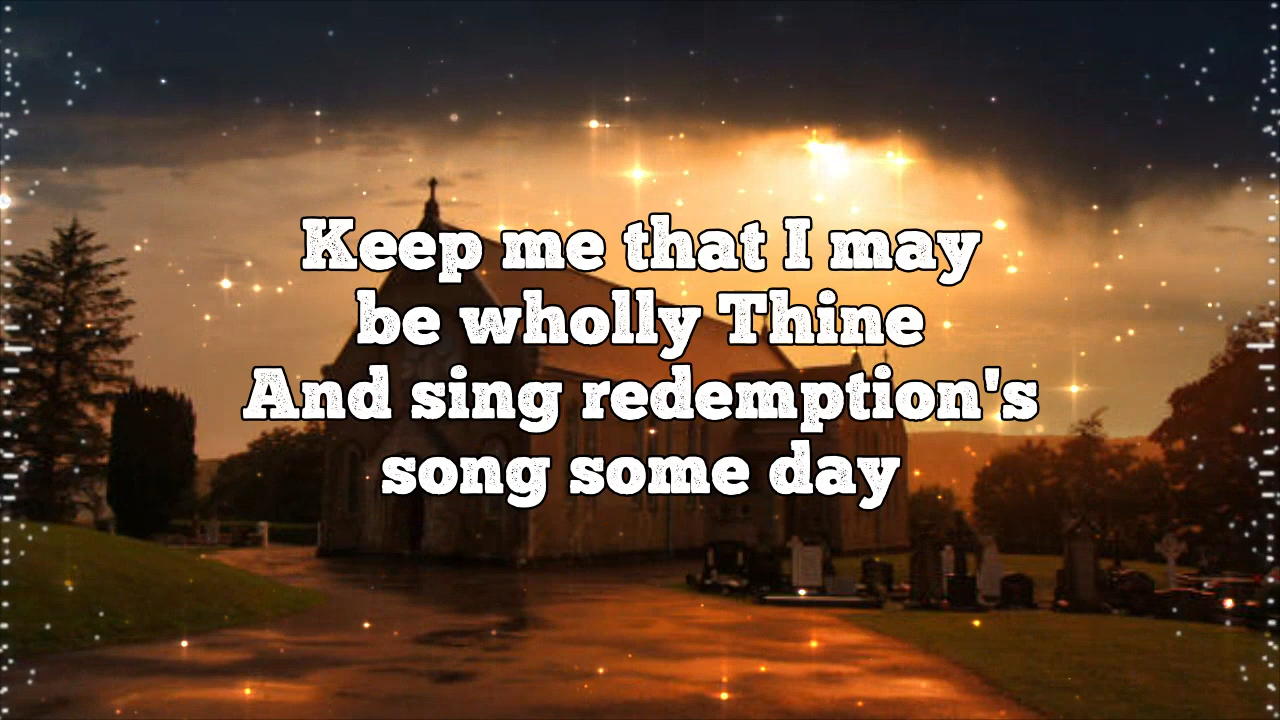 Keep me that I may
be wholly Thine
And sing redemption's
song some day